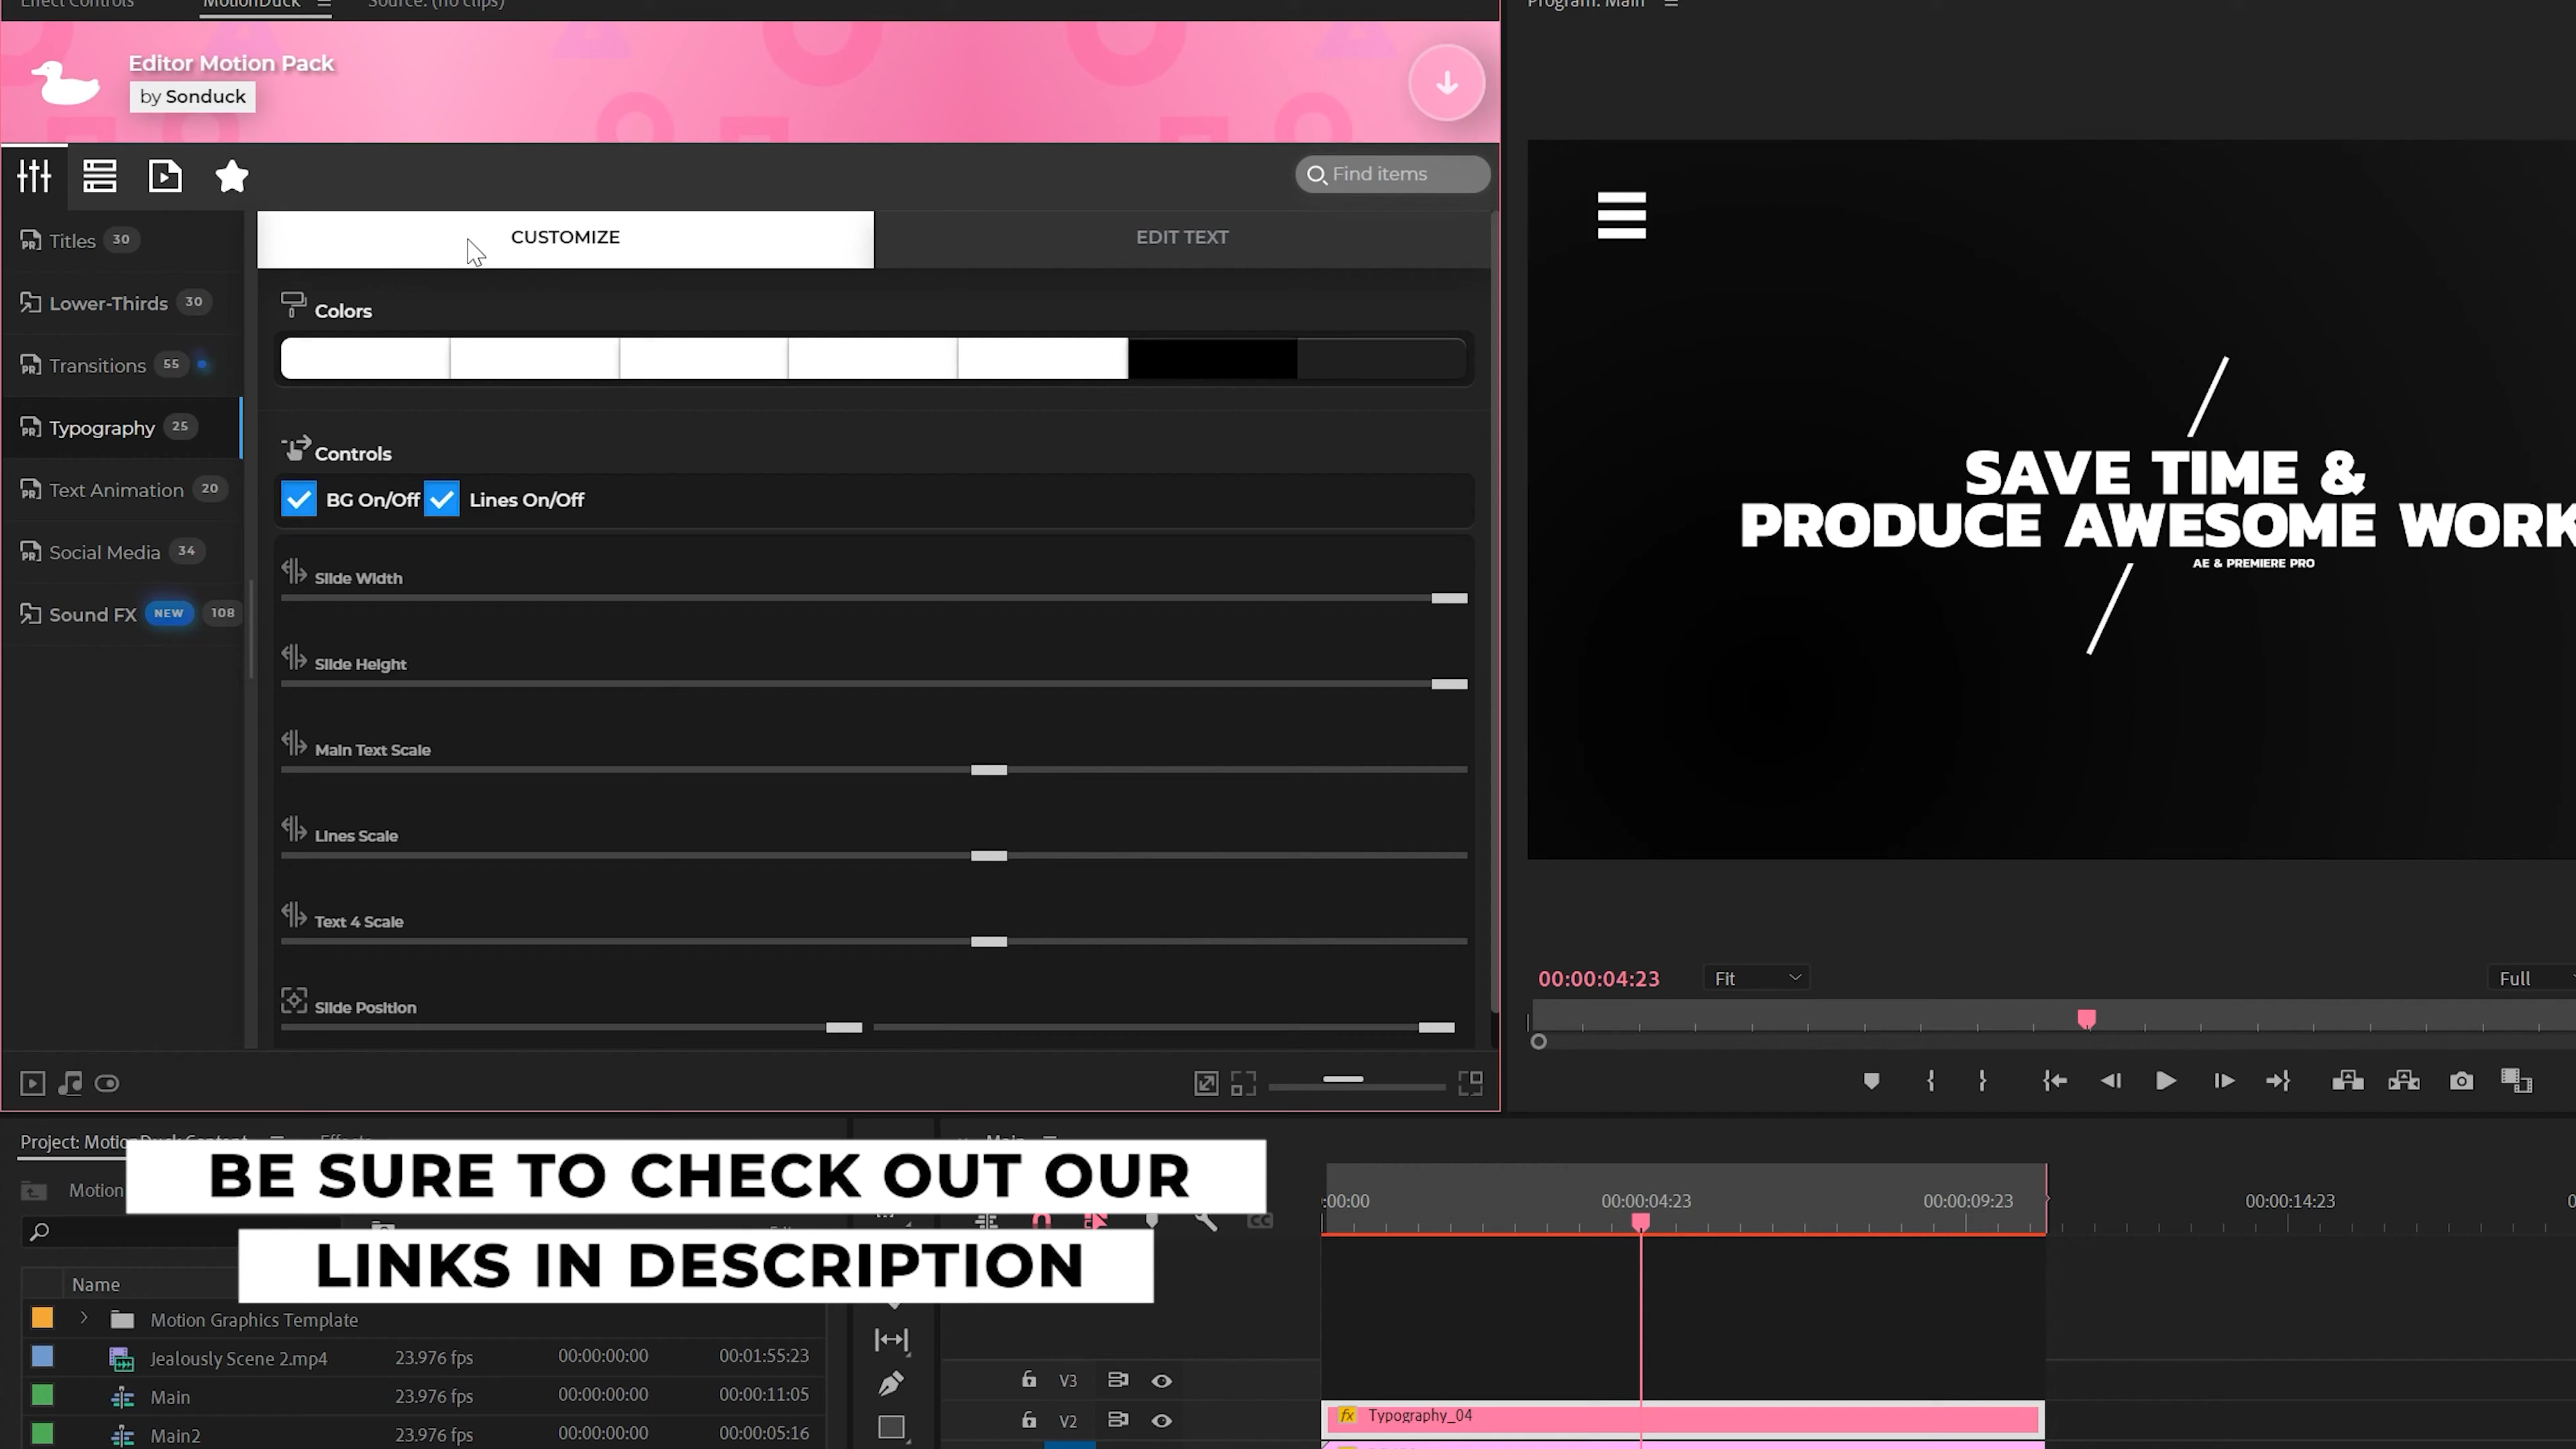 Effect Controls
MotionDuck
Source: (no clips)
Program: Main
Editor Motion Pack
by Sonduck
Find items
Titles 30
Lower-Thirds 30
Transitions 55
Typography 25
Text Animation 20
Social Media 34
Sound FX NEW 108
CUSTOMIZE
EDIT TEXT
Colors
Controls
BG On/Off
Lines On/Off
Slide Width
Slide Height
Main Text Scale
Lines Scale
Text 4 Scale
Slide Position
SAVE TIME &
PRODUCE AWESOME WORK
AE & PREMIERE PRO
00:00:04:23
Fit
Full
Project: MotionDuck Content
Effects
Main
Motion
BE SURE TO CHECK OUT OUR
LINKS IN DESCRIPTION
:00:00
00:00:04:23
00:00:09:23
00:00:14:23
Name
Motion Graphics Template
Jealously Scene 2.mp4 23.976 fps 00:00:00:00 00:01:55:23
Main 23.976 fps 00:00:00:00 00:00:11:05
Main2 23.976 fps 00:00:00:00 00:00:05:16
V3
V2
fx Typography_04